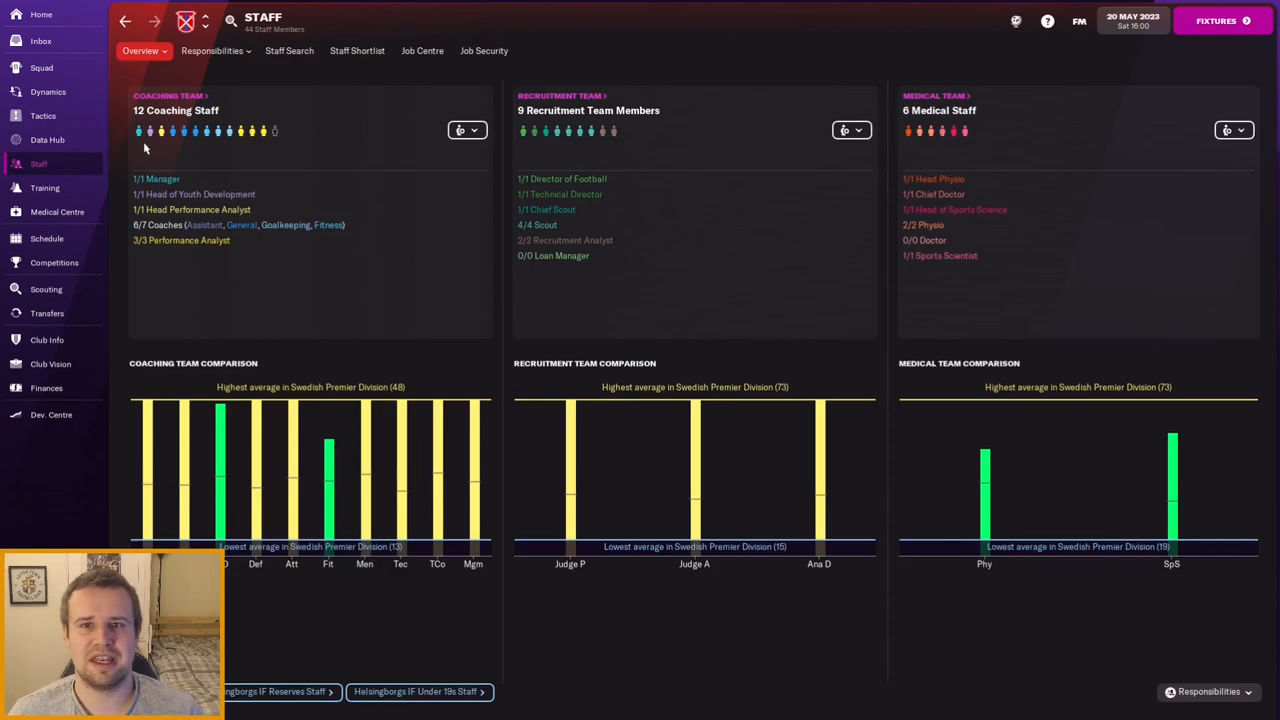 Home
Inbox
Squad
Dynamics
Tactics
Data Hub
Staff
Training
Medical Centre
Schedule
Competitions
Scouting
Transfers
Club Info
Club Vision
Finances
Dev. Centre
STAFF
44 Staff Members
FM
20 MAY 2023
Sat 16:00
FIXTURES
Overview
Responsibilities
Staff Search
Staff Shortlist
Job Centre
Job Security
COACHING TEAM >
12 Coaching Staff
1/1 Manager
1/1 Head of Youth Development
1/1 Head Performance Analyst
6/7 Coaches (Assistant, General, Goalkeeping, Fitness)
3/3 Performance Analyst
RECRUITMENT TEAM >
9 Recruitment Team Members
1/1 Director of Football
1/1 Technical Director
1/1 Chief Scout
4/4 Scout
2/2 Recruitment Analyst
0/0 Loan Manager
MEDICAL TEAM >
6 Medical Staff
1/1 Head Physio
1/1 Chief Doctor
1/1 Head of Sports Science
2/2 Physio
0/0 Doctor
1/1 Sports Scientist
COACHING TEAM COMPARISON
Highest average in Swedish Premier Division (48)
Lowest average in Swedish Premier Division (13)
Def Att Fit Men Tec TCo Mgm
RECRUITMENT TEAM COMPARISON
Highest average in Swedish Premier Division (73)
Lowest average in Swedish Premier Division (15)
Judge P Judge A Ana D
MEDICAL TEAM COMPARISON
Highest average in Swedish Premier Division (73)
Lowest average in Swedish Premier Division (19)
Phy SpS
ingborgs IF Reserves Staff >
Helsingborgs IF Under 19s Staff >
Responsibilities